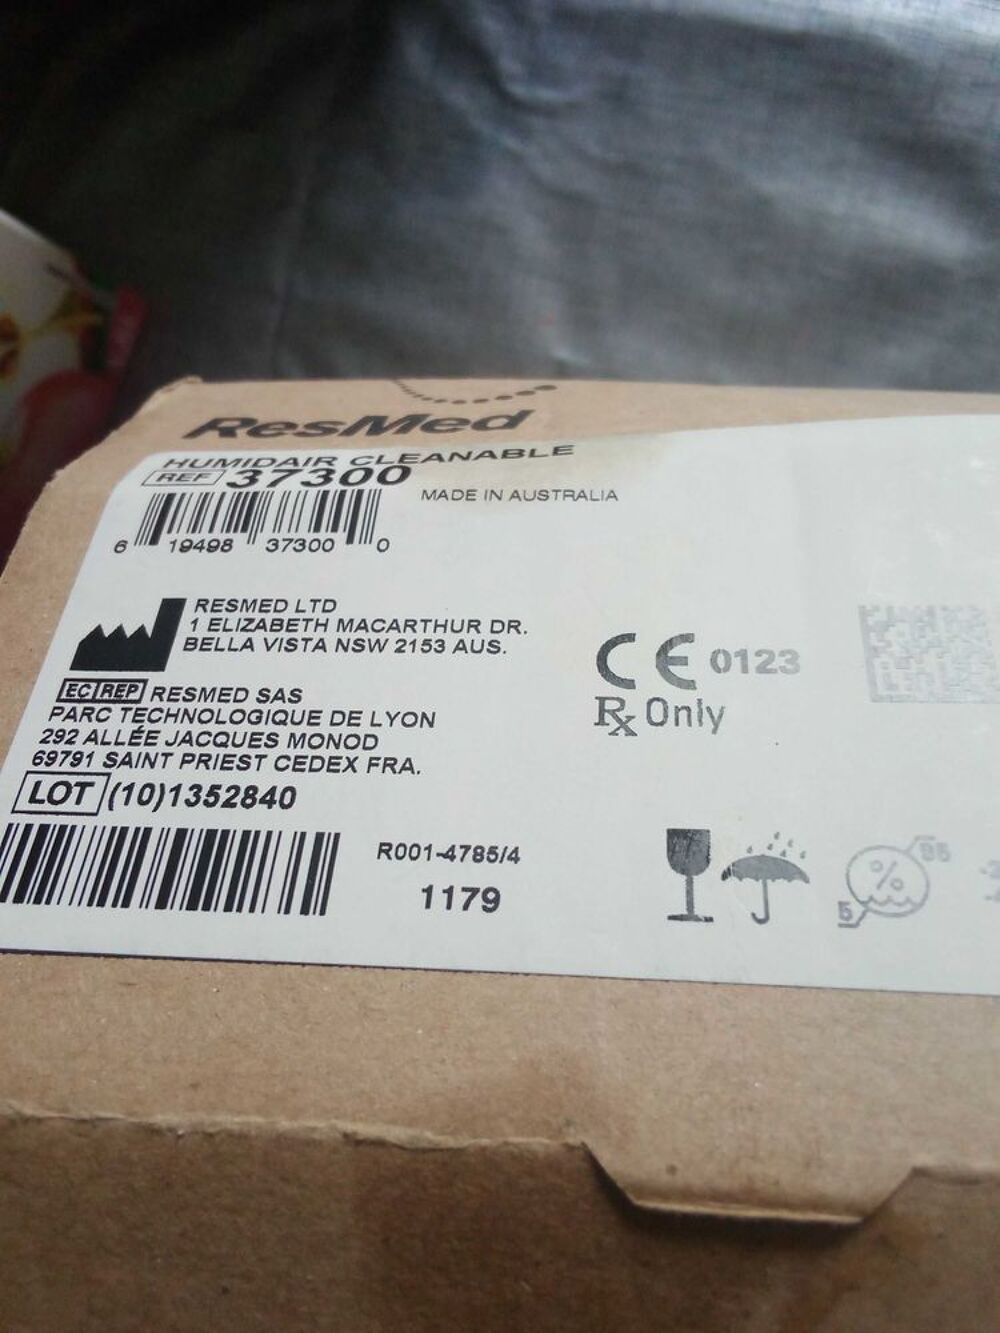 ResMed
HUMIDAIR CLEANABLE
REF 37300
MADE IN AUSTRALIA
6 19498 37300 0
RESMED LTD
1 ELIZABETH MACARTHUR DR.
BELLA VISTA NSW 2153 AUS.
CE 0123
Rx Only
EC REP RESMED SAS
PARC TECHNOLOGIQUE DE LYON
292 ALLÉE JACQUES MONOD
69791 SAINT PRIEST CEDEX FRA.
LOT (10)1352840
R001-4785/4
1179
%
95
5